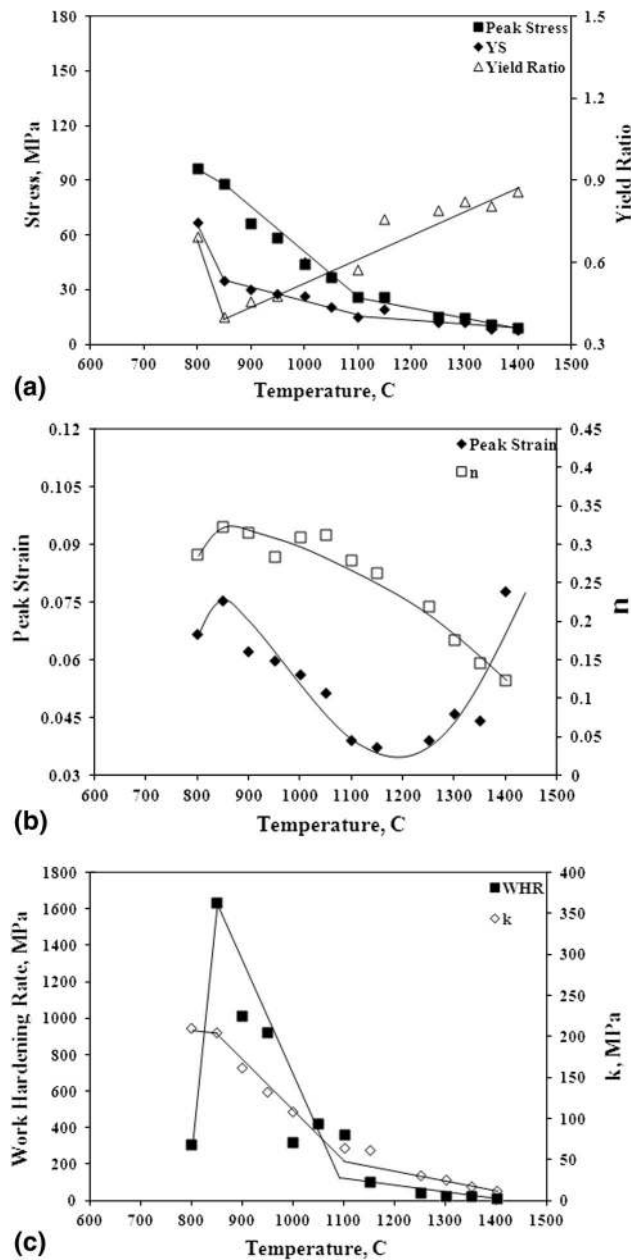 180
150
120
90
60
30
0
Stress, MPa
Peak Stress
YS
Yield Ratio
1.5
1.2
0.9
0.6
0.3
Yield Ratio
600 700 800 900 1000 1100 1200 1300 1400 1500
Temperature, C
(a)
0.12
0.105
0.09
0.075
0.06
0.045
0.03
Peak Strain
Peak Strain
n
0.45
0.4
0.35
0.3
0.25
0.2
0.15
0.1
0.05
0
n
600 700 800 900 1000 1100 1200 1300 1400 1500
Temperature, C
(b)
1800
1600
1400
1200
1000
800
600
400
200
0
Work Hardening Rate, MPa
WHR
k
400
350
300
250
200
150
100
50
0
k, MPa
600 700 800 900 1000 1100 1200 1300 1400 1500
Temperature, C
(c)